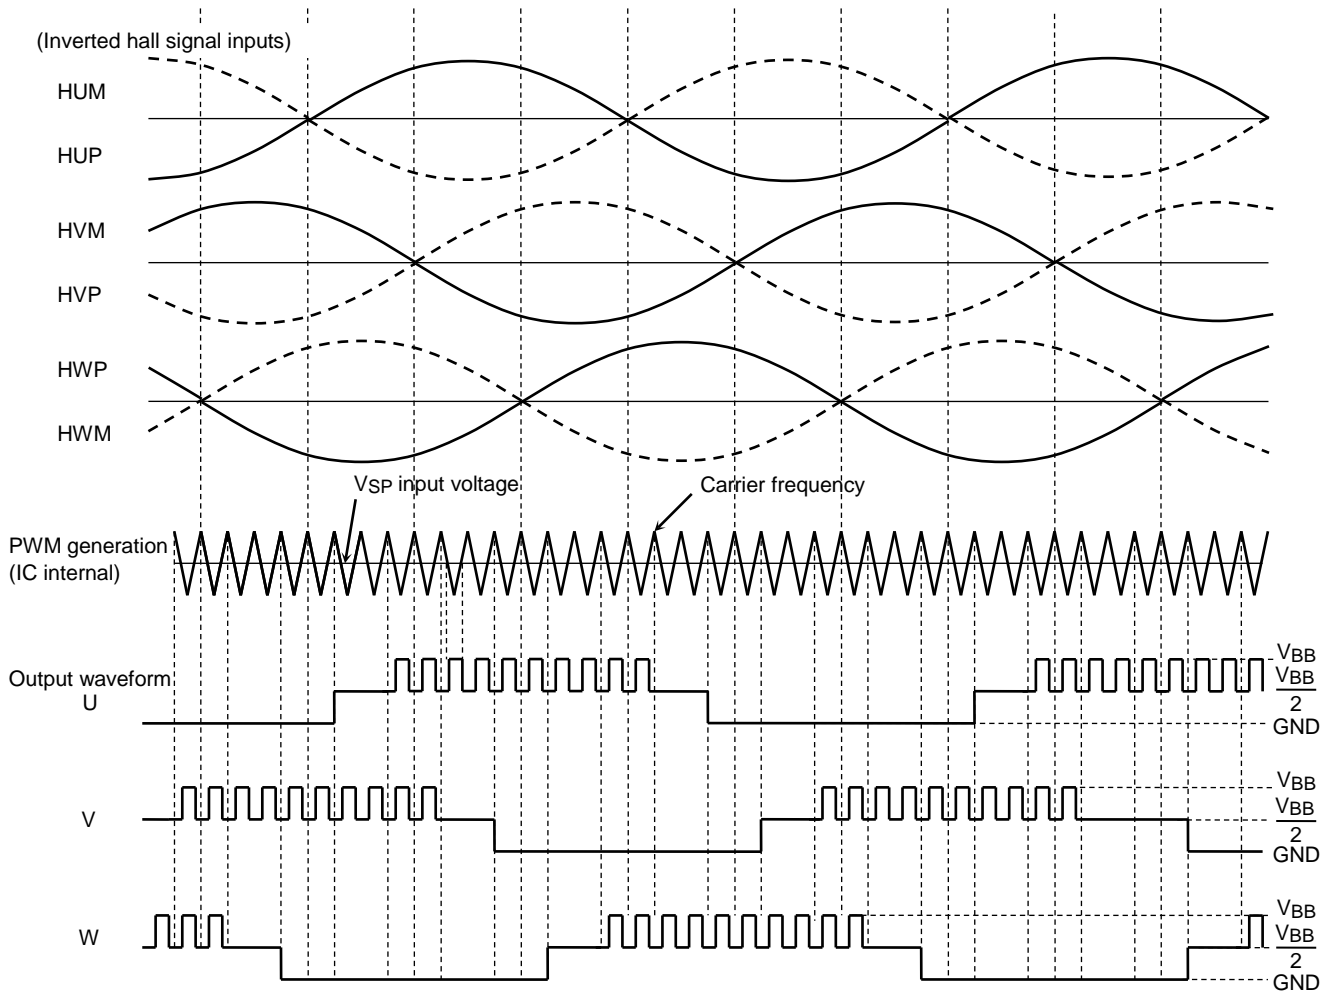 (Inverted hall signal inputs)
HUM
HUP
HVM
HVP
HWP
HWM
VSP input voltage
Carrier frequency
PWM generation
(IC internal)
Output waveform
U
VBB
VBB
2
GND
V
VBB
VBB
2
GND
W
VBB
VBB
2
GND